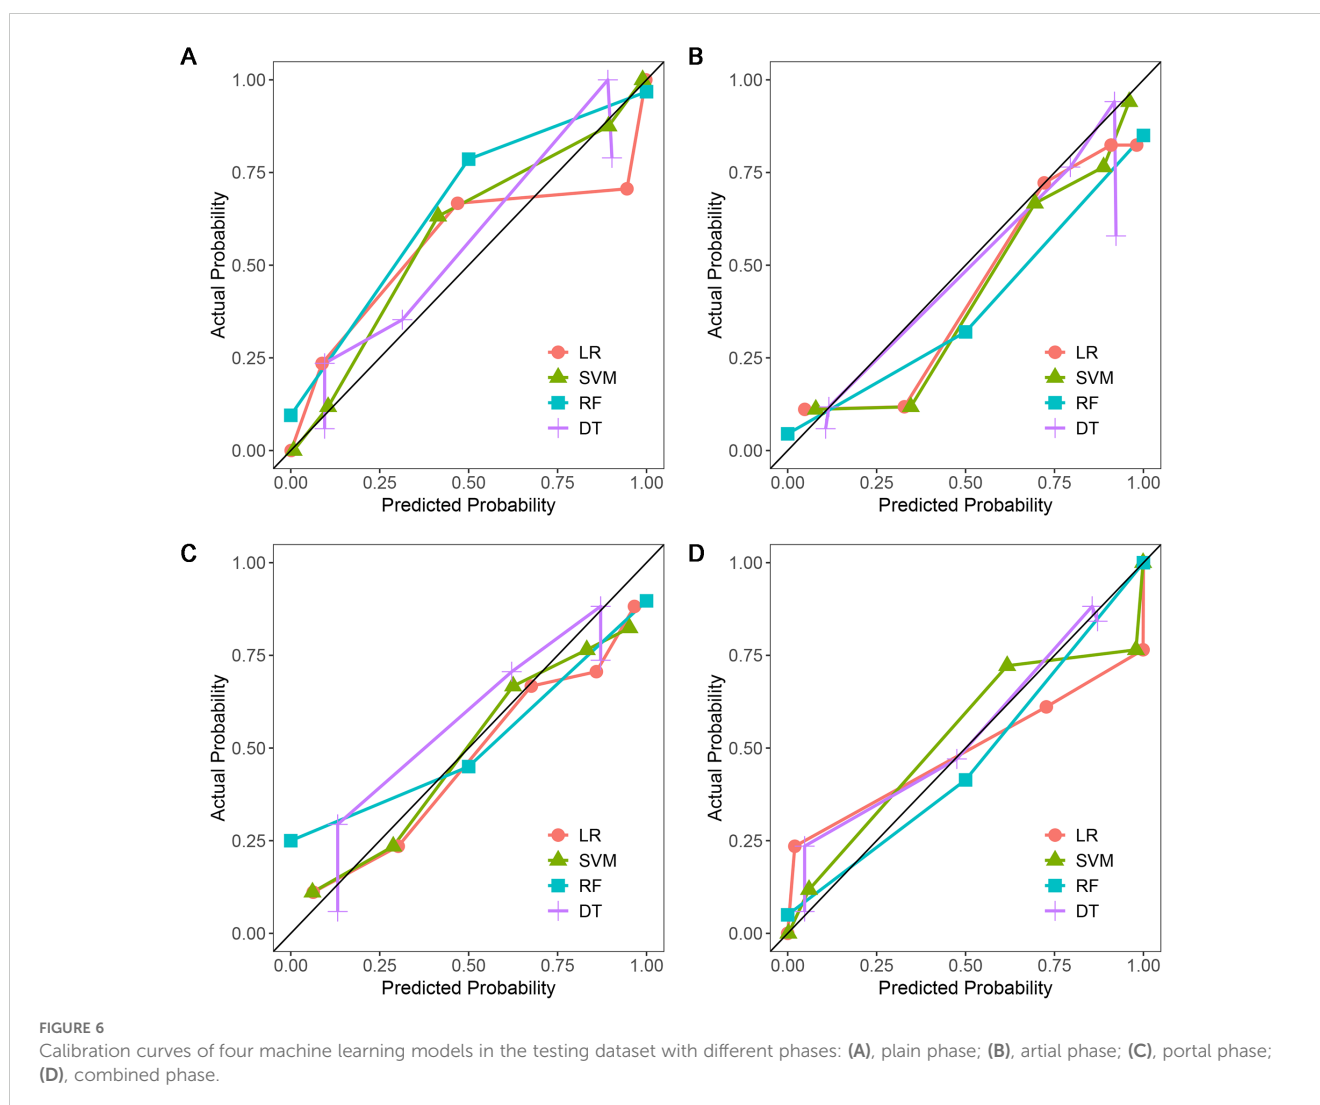 A
1.00
0.75
0.50
0.25
0.00
Actual Probability
LR
SVM
RF
DT
0.00 0.25 0.50 0.75 1.00
Predicted Probability
B
1.00
0.75
0.50
0.25
0.00
Actual Probability
LR
SVM
RF
DT
0.00 0.25 0.50 0.75 1.00
Predicted Probability
C
1.00
0.75
0.50
0.25
0.00
Actual Probability
LR
SVM
RF
DT
0.00 0.25 0.50 0.75 1.00
Predicted Probability
D
1.00
0.75
0.50
0.25
0.00
Actual Probability
LR
SVM
RF
DT
0.00 0.25 0.50 0.75 1.00
Predicted Probability
FIGURE 6
Calibration curves of four machine learning models in the testing dataset with different phases: (A), plain phase; (B), artial phase; (C), portal phase;
(D), combined phase.